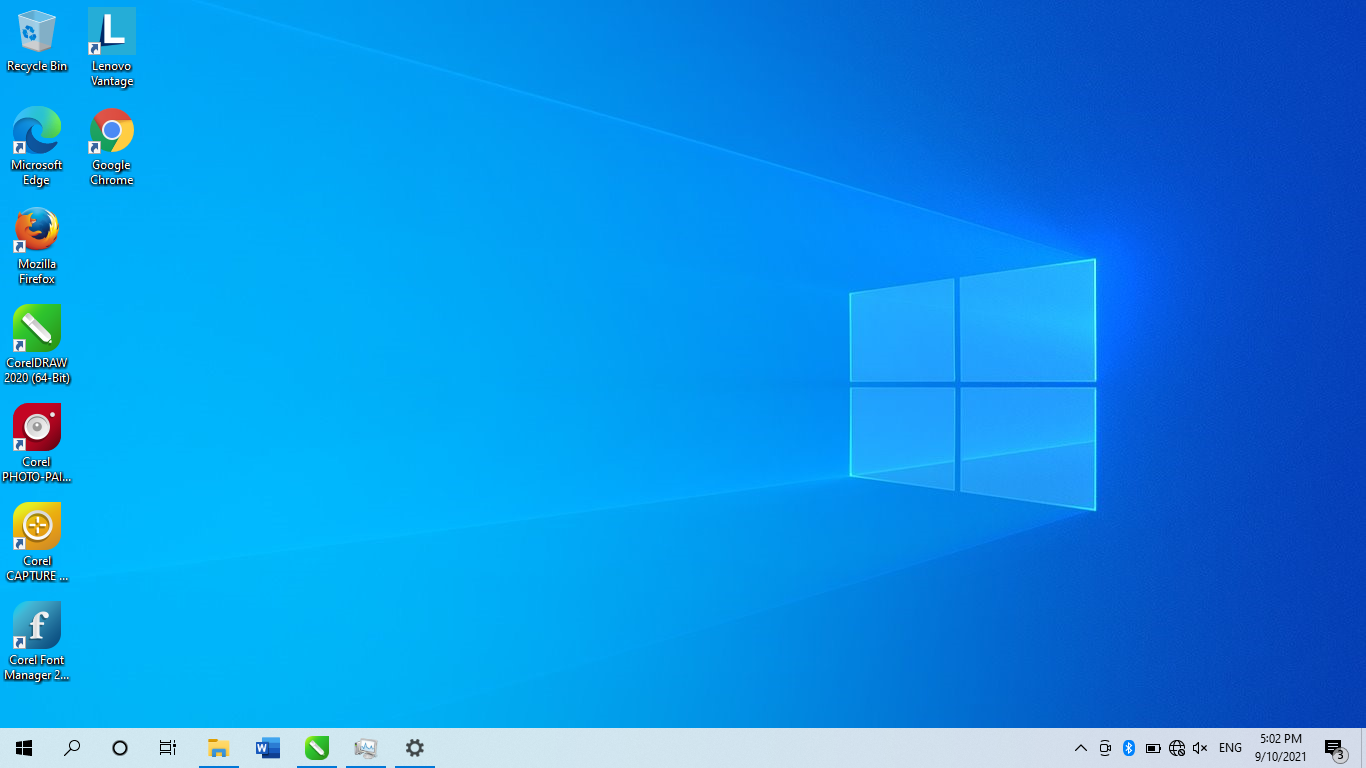 Recycle Bin
Lenovo
Vantage
Microsoft
Edge
Google
Chrome
Mozilla
Firefox
CorelDRAW
2020 (64-Bit)
Corel
PHOTO-PAI...
Corel
CAPTURE ...
Corel Font
Manager 2...
ENG
5:02 PM
9/10/2021
3